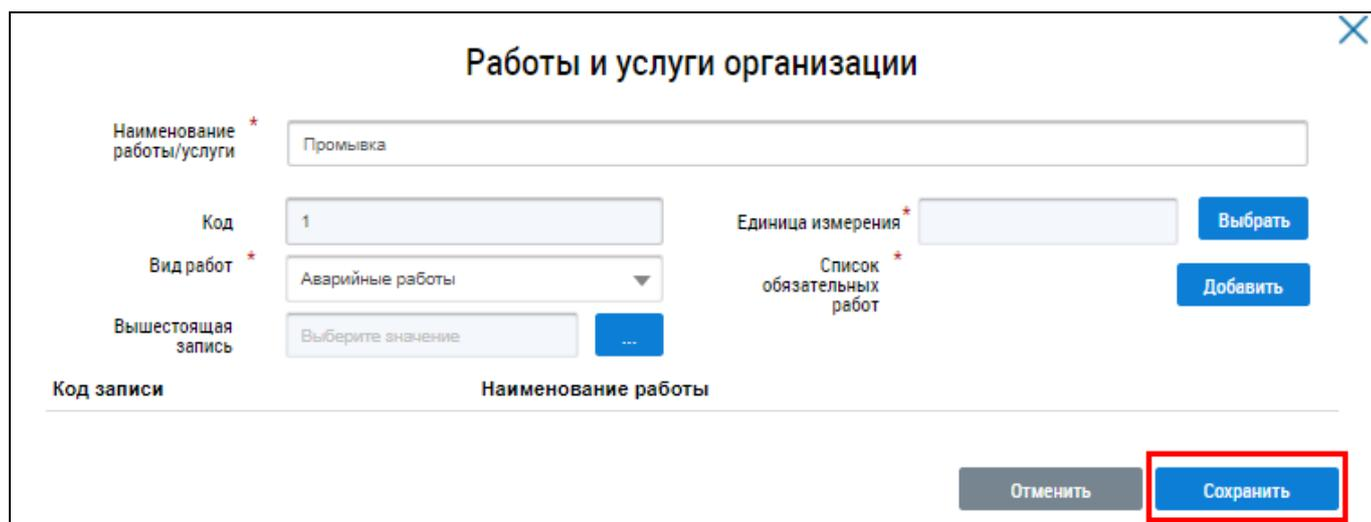 Работы и услуги организации
Наименование *
работы/услуги
Промывка
Код
1
Единица измерения *
Выбрать
Вид работ *
Аварийные работы
Список *
обязательных
работ
Добавить
Вышестоящая
запись
Выберите значение
...
Код записи
Наименование работы
Отменить
Сохранить